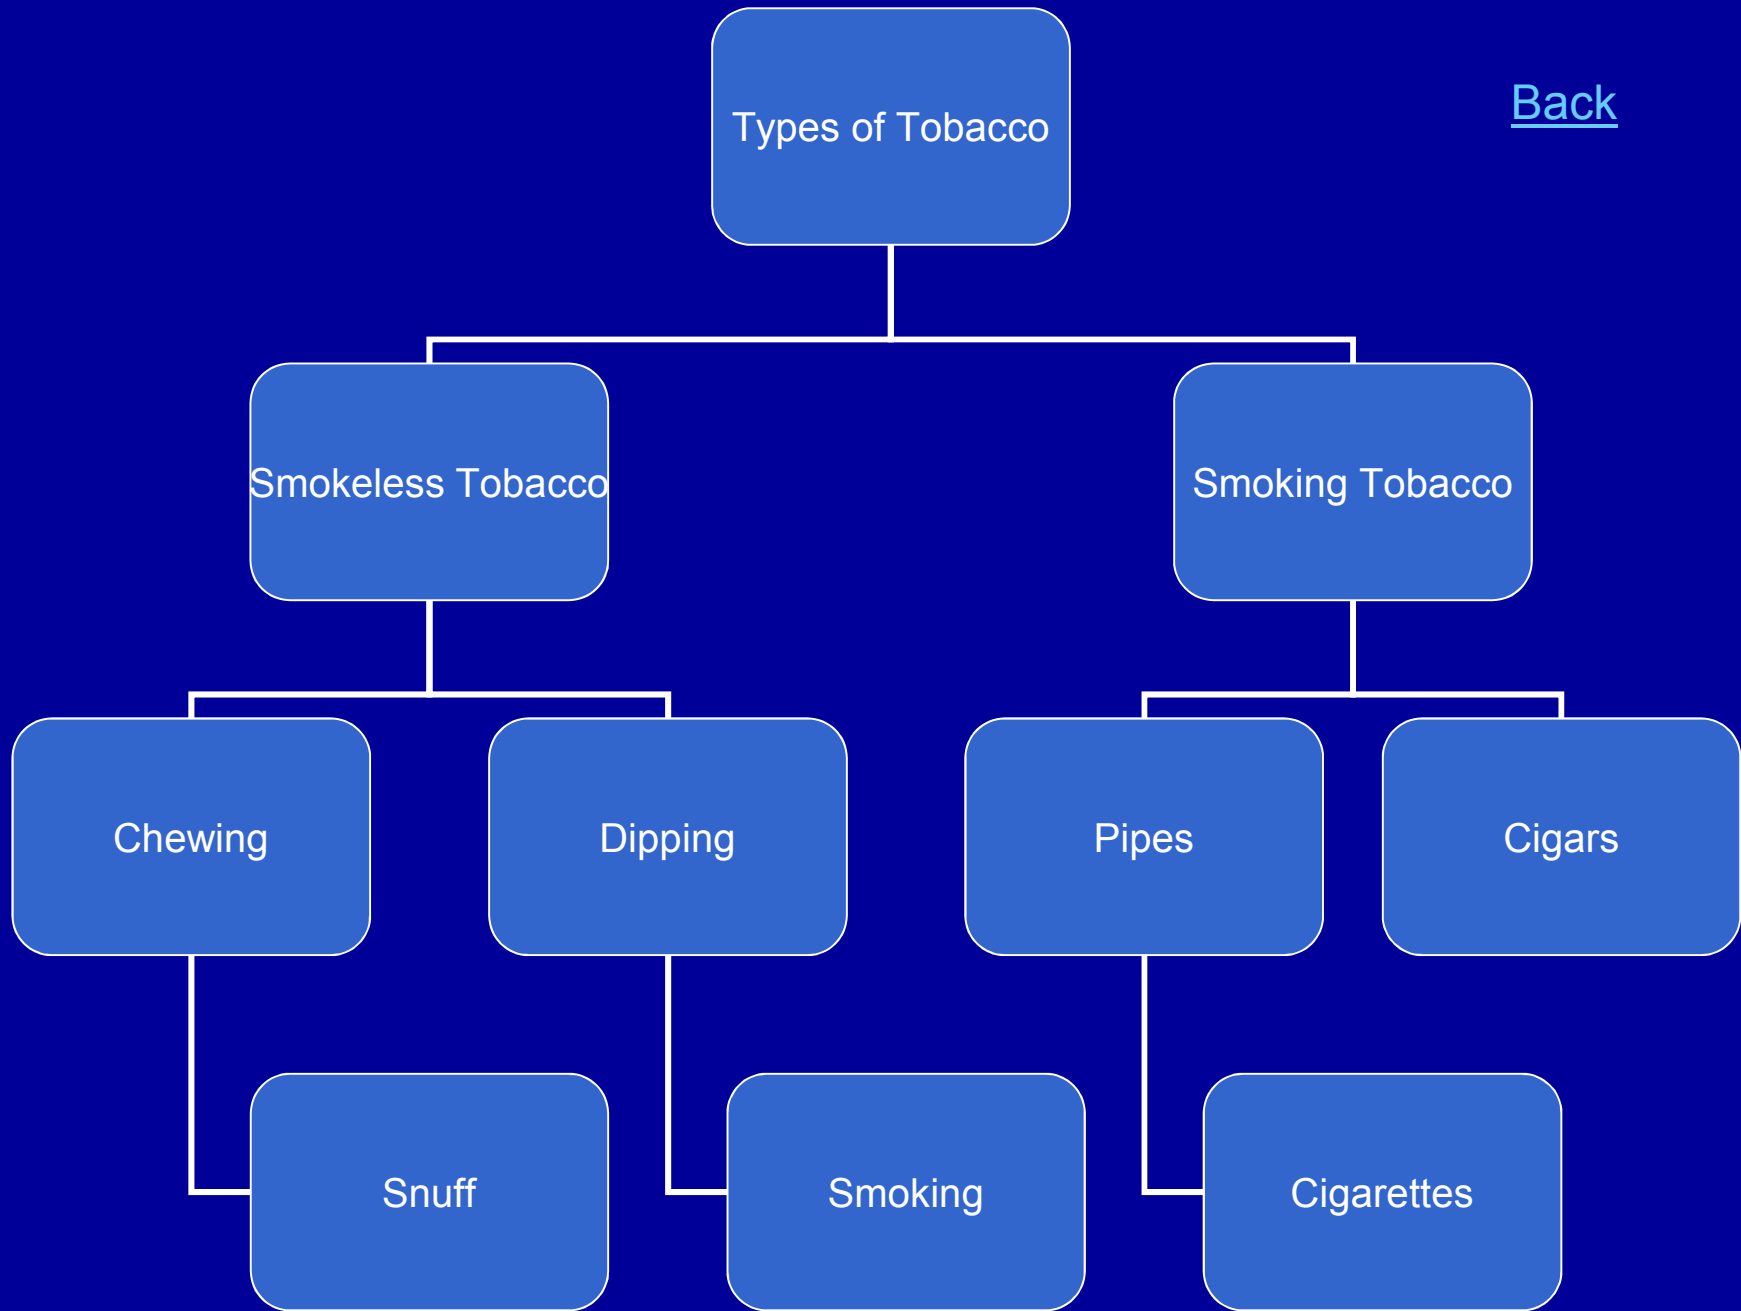 Types of Tobacco
Back
Smokeless Tobacco
Smoking Tobacco
Chewing
Dipping
Pipes
Cigars
Snuff
Smoking
Cigarettes